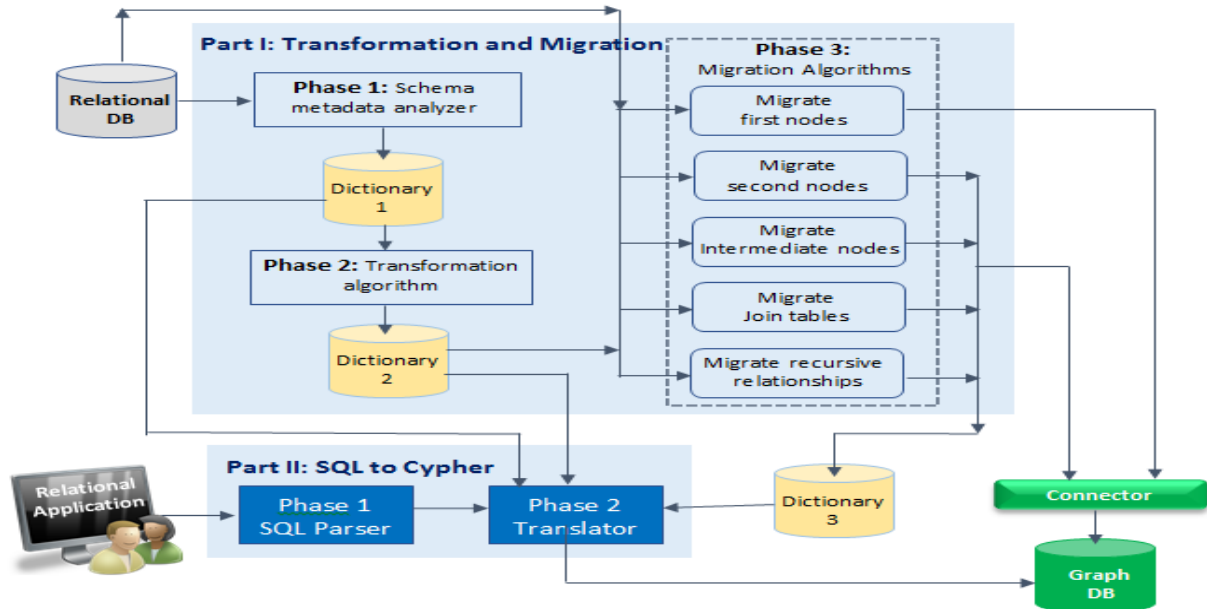 Part I: Transformation and Migration
Relational
DB
Phase 1: Schema
metadata analyzer
Dictionary
1
Phase 2: Transformation
algorithm
Dictionary
2
Phase 3:
Migration Algorithms
Migrate
first nodes
Migrate
second nodes
Migrate
Intermediate nodes
Migrate
Join tables
Migrate recursive
relationships
Relational
Application
Part II: SQL to Cypher
Phase 1
SQL Parser
Phase 2
Translator
Dictionary
3
Connector
Graph
DB